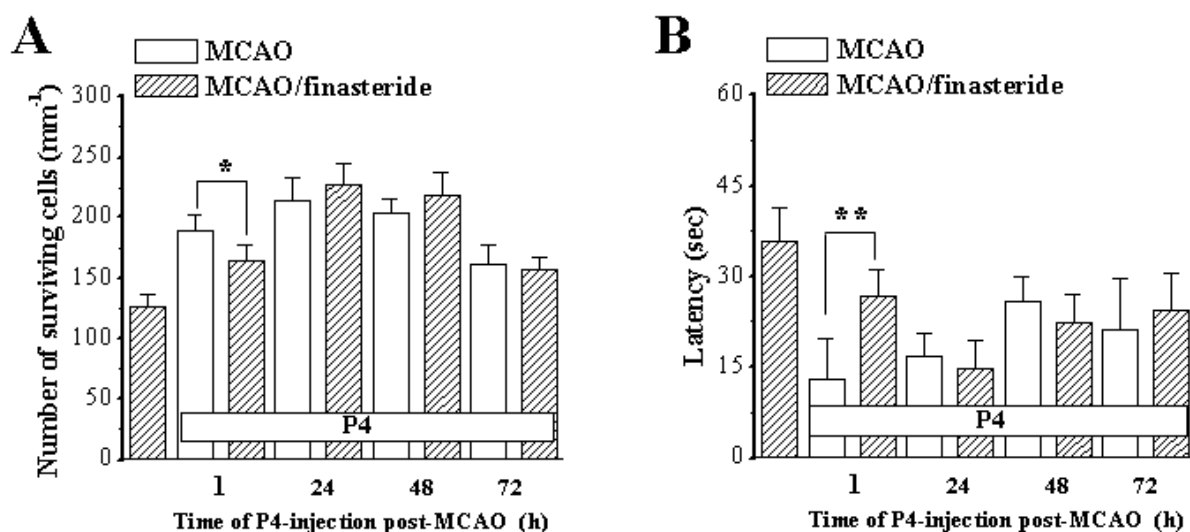 A
MCAO
MCAO/finasteride
Number of surviving cells (mm-1)
300
250
200
150
100
50
0
*
P4
1 24 48 72
Time of P4-injection post-MCAO (h)
B
MCAO
MCAO/finasteride
Latency (sec)
60
45
30
15
0
**
P4
1 24 48 72
Time of P4-injection post-MCAO (h)